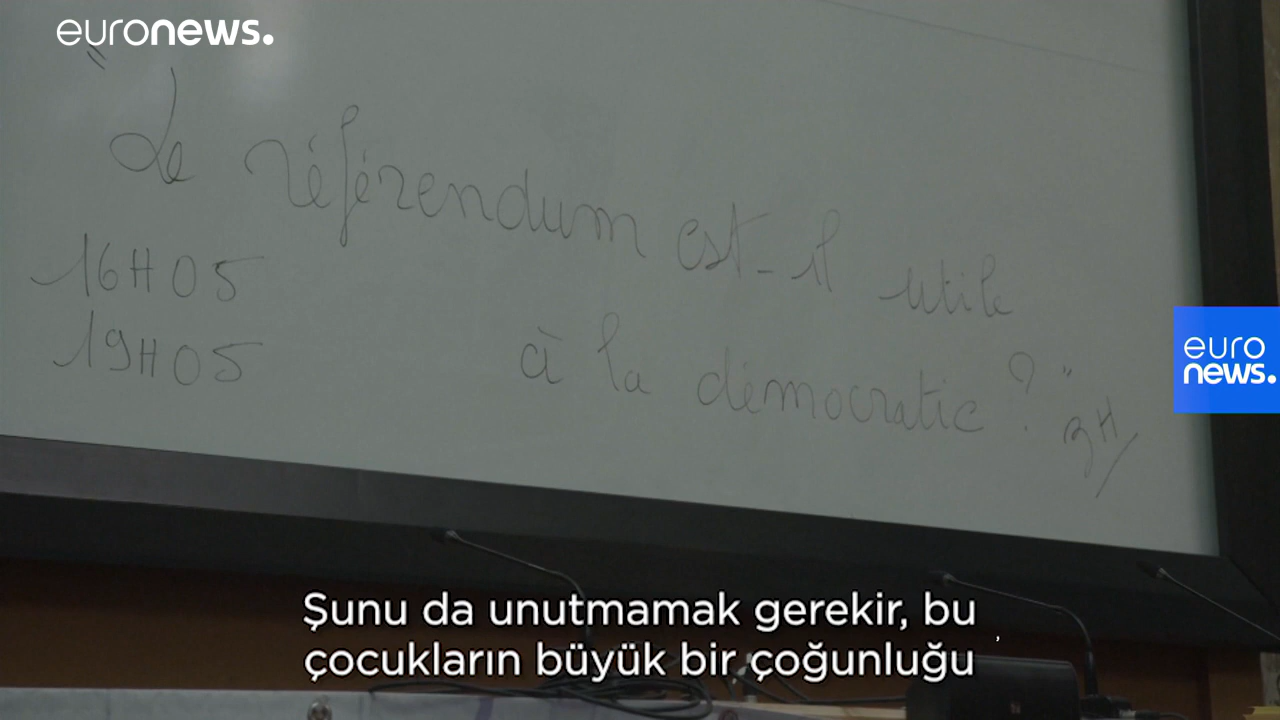 euronews.
"Le référendum est-il utile
à la démocratie ?" 3H/
16H05
19H05
euro
news.
Şunu da unutmamak gerekir, bu
çocukların büyük bir çoğunluğu